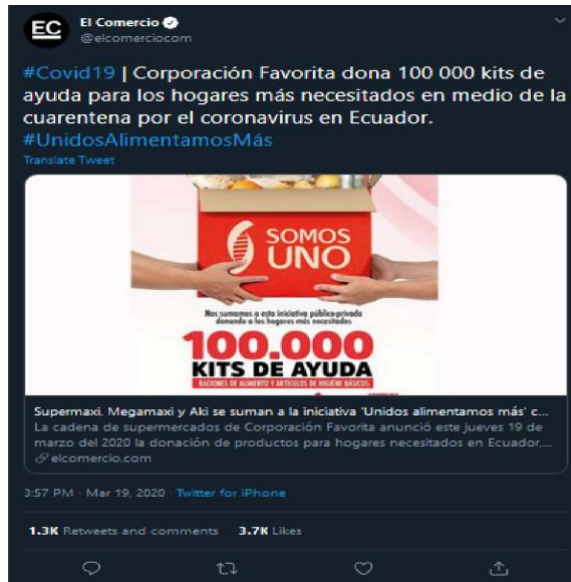 EC
El Comercio
@elcomerciocom
#Covid19 | Corporación Favorita dona 100 000 kits de
ayuda para los hogares más necesitados en medio de la
cuarentena por el coronavirus en Ecuador.
#UnidosAlimentamosMás
Translate Tweet
SOMOS
UNO
Nos sumamos a esta iniciativa público-privada
donando a los hogares más necesitados
100.000
KITS DE AYUDA
RACIONES DE ALIMENTO Y ARTÍCULOS DE HIGIENE BÁSICOS
Supermaxi, Megamaxi y Aki se suman a la iniciativa 'Unidos alimentamos más' c...
La cadena de supermercados de Corporación Favorita anunció este jueves 19 de
marzo del 2020 la donación de productos para hogares necesitados en Ecuador,...
elcomercio.com
3:57 PM · Mar 19, 2020 · Twitter for iPhone
1.3K Retweets and comments 3.7K Likes